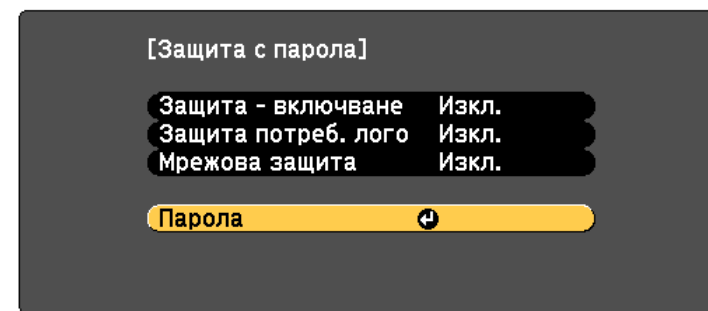 [Защита с парола]
Защита - включване Изкл.
Защита потреб. лого Изкл.
Мрежова защита Изкл.
Парола